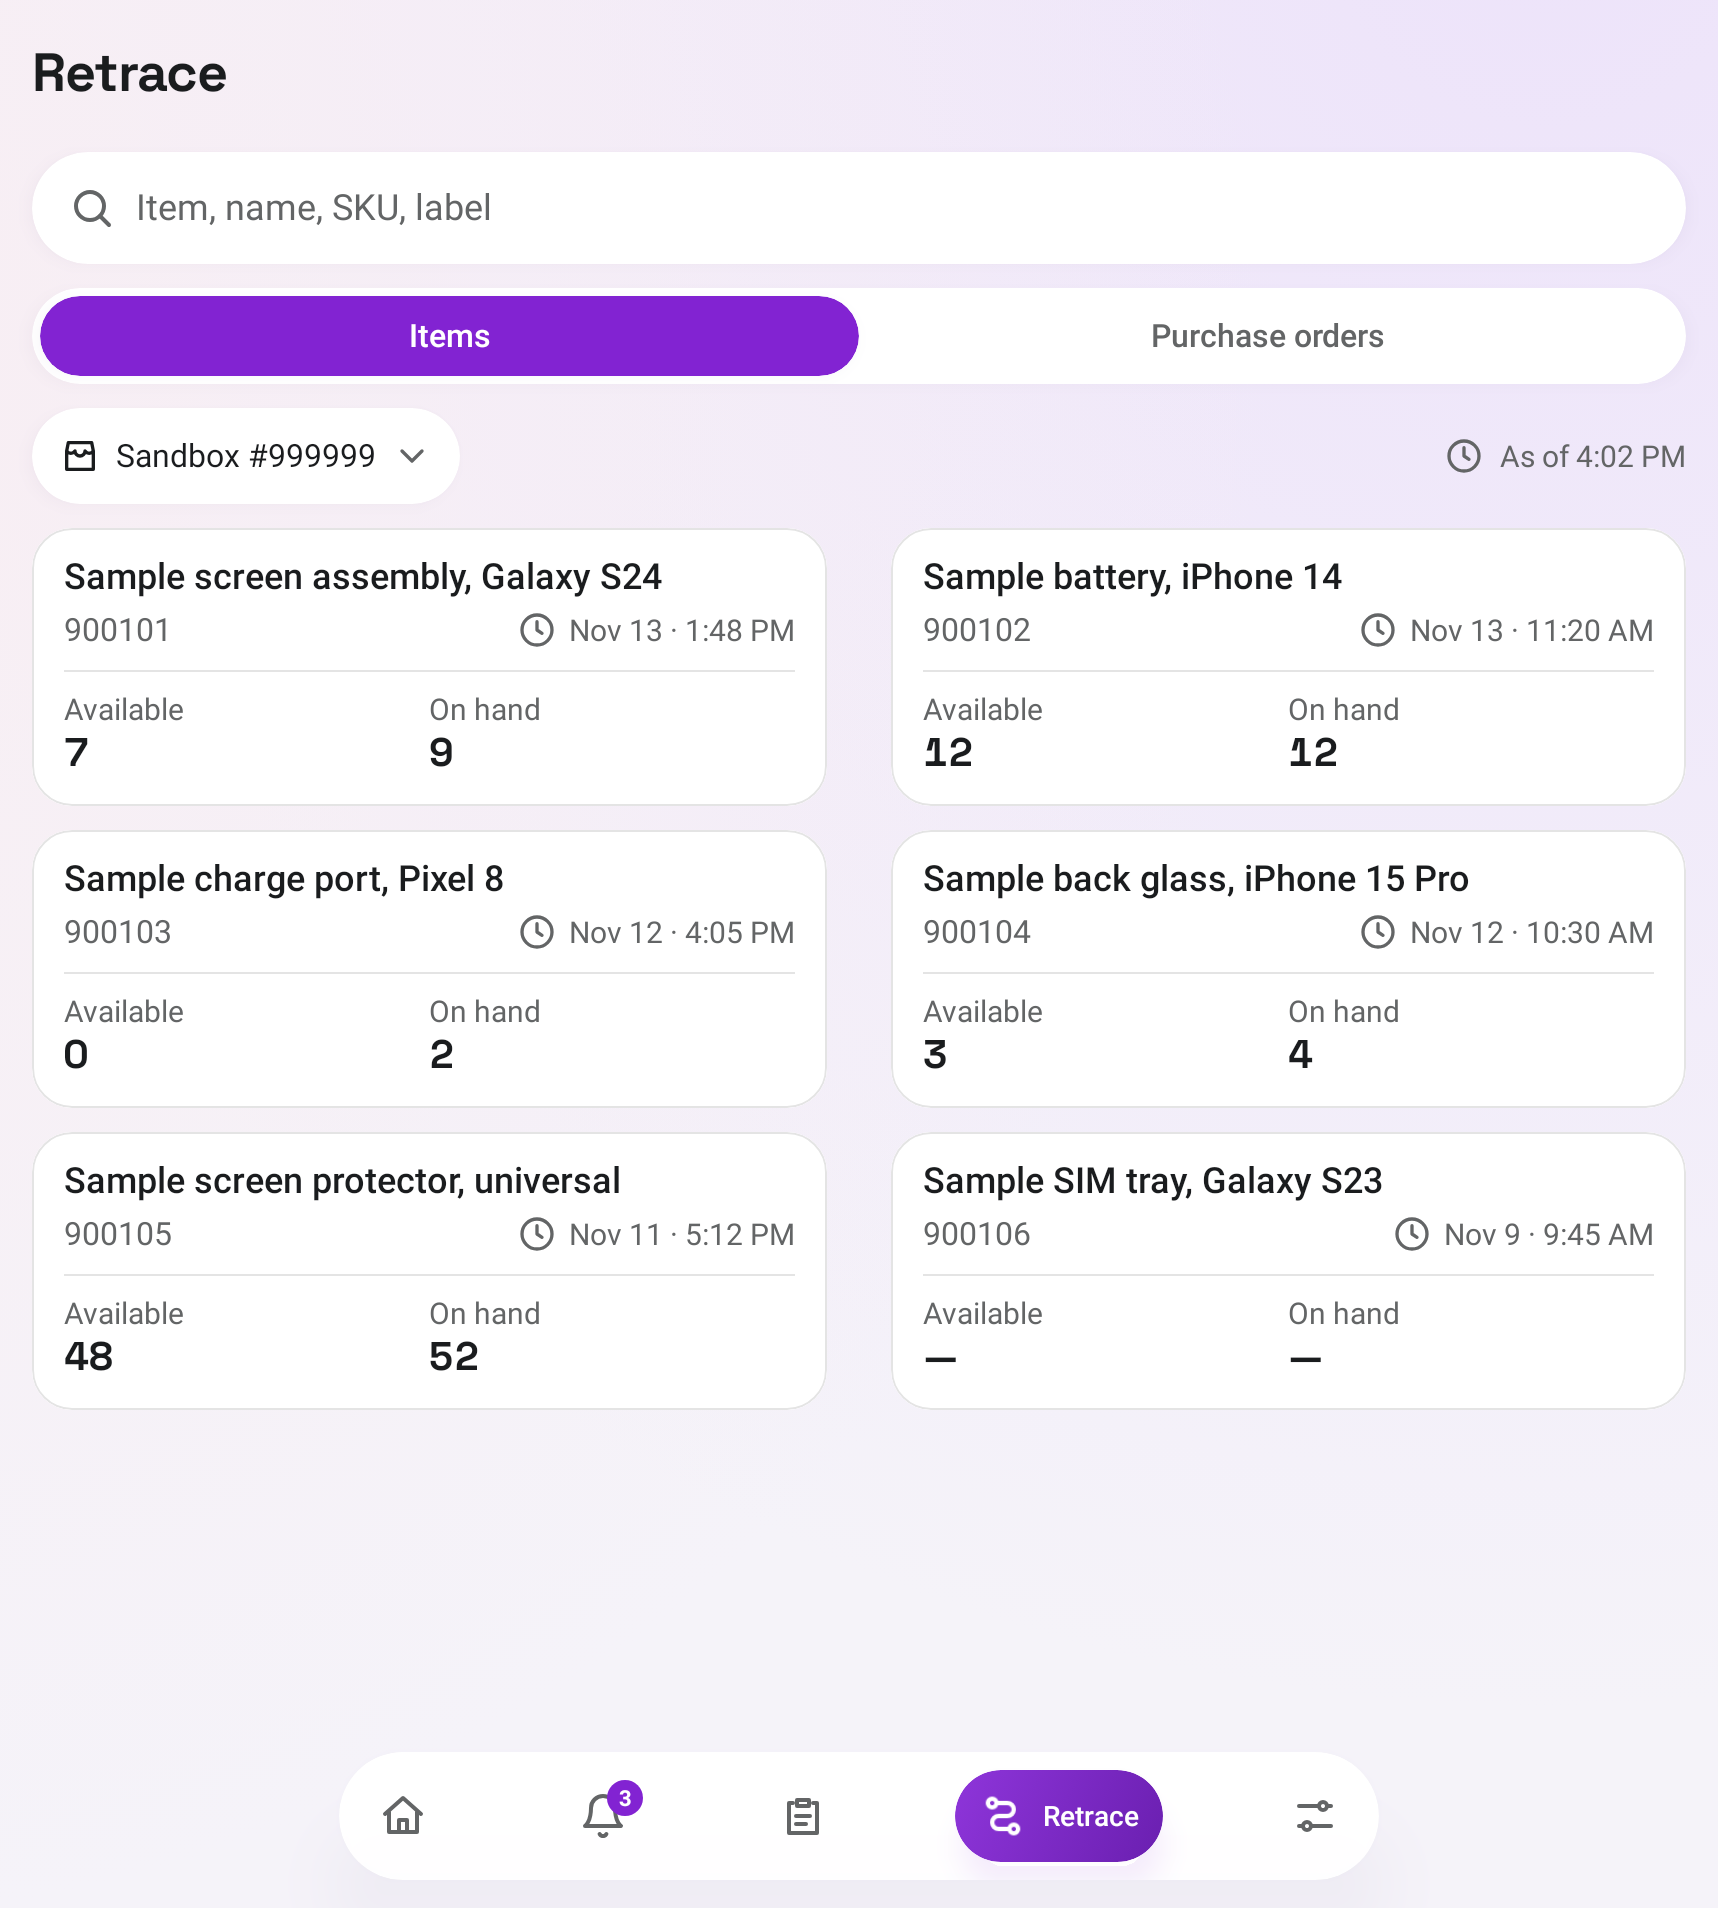 Retrace
Item, name, SKU, label
Items
Purchase orders
Sandbox #999999
As of 4:02 PM
Sample screen assembly, Galaxy S24
900101
Nov 13 · 1:48 PM
Available
On hand
7
9
Sample battery, iPhone 14
900102
Nov 13 · 11:20 AM
Available
On hand
12
12
Sample charge port, Pixel 8
900103
Nov 12 · 4:05 PM
Available
On hand
0
2
Sample back glass, iPhone 15 Pro
900104
Nov 12 · 10:30 AM
Available
On hand
3
4
Sample screen protector, universal
900105
Nov 11 · 5:12 PM
Available
On hand
48
52
Sample SIM tray, Galaxy S23
900106
Nov 9 · 9:45 AM
Available
On hand
—
—
3
Retrace